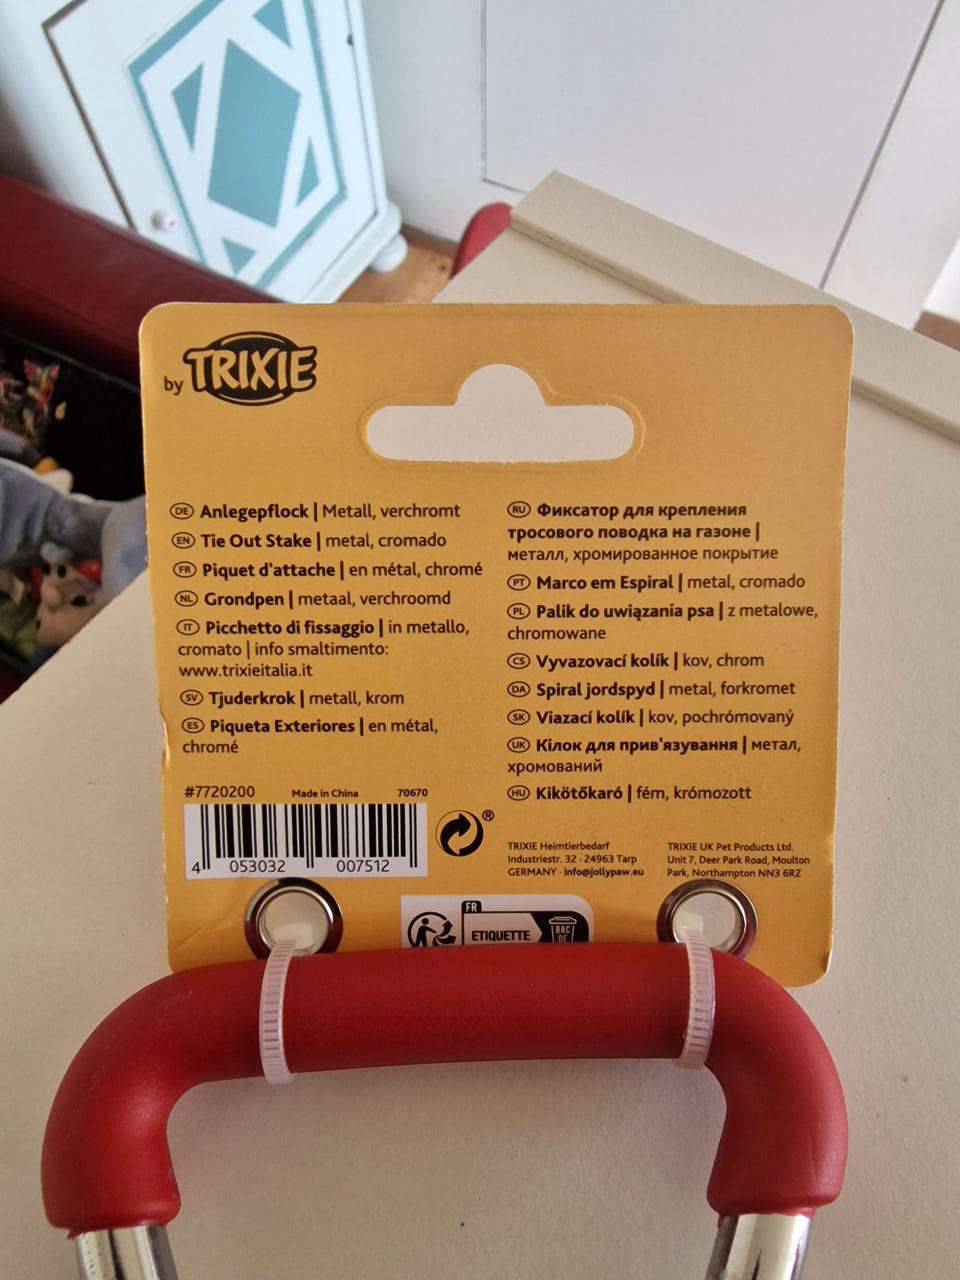 by TRIXIE
DE Anlegepflock | Metall, verchromt
EN Tie Out Stake | metal, cromado
FR Piquet d'attache | en métal, chromé
NL Grondpen | metaal, verchroomd
IT Picchetto di fissaggio | in metallo,
cromato | info smaltimento:
www.trixieitalia.it
SV Tjuderkrok | metall, krom
ES Piqueta Exteriores | en métal,
chromé
RU Фиксатор для крепления
тросового поводка на газоне |
металл, хромированное покрытие
PT Marco em Espiral | metal, cromado
PL Palik do uwiązania psa | z metalowe,
chromowane
CS Vyvazovací kolík | kov, chrom
DA Spiral jordspyd | metal, forkromet
SK Viazací kolík | kov, pochrómovaný
UK Кілок для прив'язування | метал,
хромований
HU Kikötőkaró | fém, krómozott
#7720200 Made in China 70670
4 053032 007512
®
TRIXIE Heimtierbedarf
Industriestr. 32 · 24963 Tarp
GERMANY · info@jollypaw.eu
TRIXIE UK Pet Products Ltd.
Unit 7, Deer Park Road, Moulton
Park, Northampton NN3 6RZ
FR
ETIQUETTE
BAC
DE